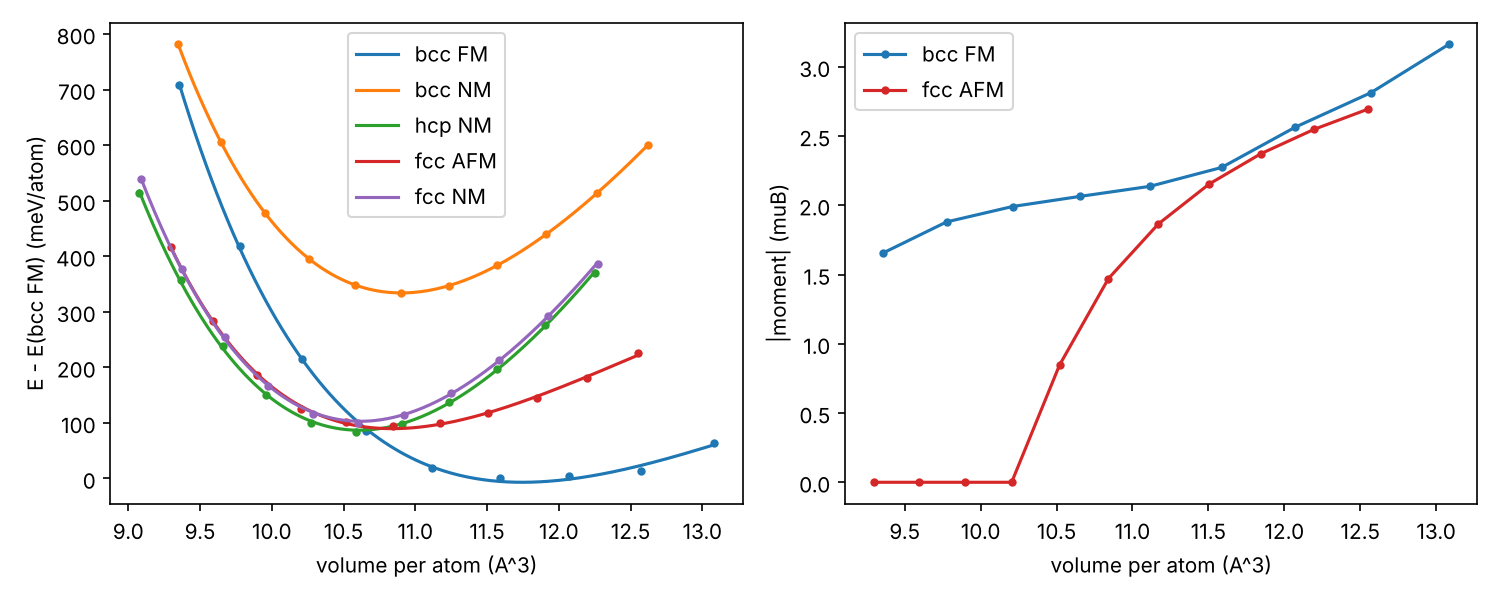 800
700
600
500
400
300
200
100
0
E - E(bcc FM) (meV/atom)
bcc FM
bcc NM
hcp NM
fcc AFM
fcc NM
9.0 9.5 10.0 10.5 11.0 11.5 12.0 12.5 13.0
volume per atom (A^3)
3.0
2.5
2.0
1.5
1.0
0.5
0.0
|moment| (muB)
bcc FM
fcc AFM
9.5 10.0 10.5 11.0 11.5 12.0 12.5 13.0
volume per atom (A^3)